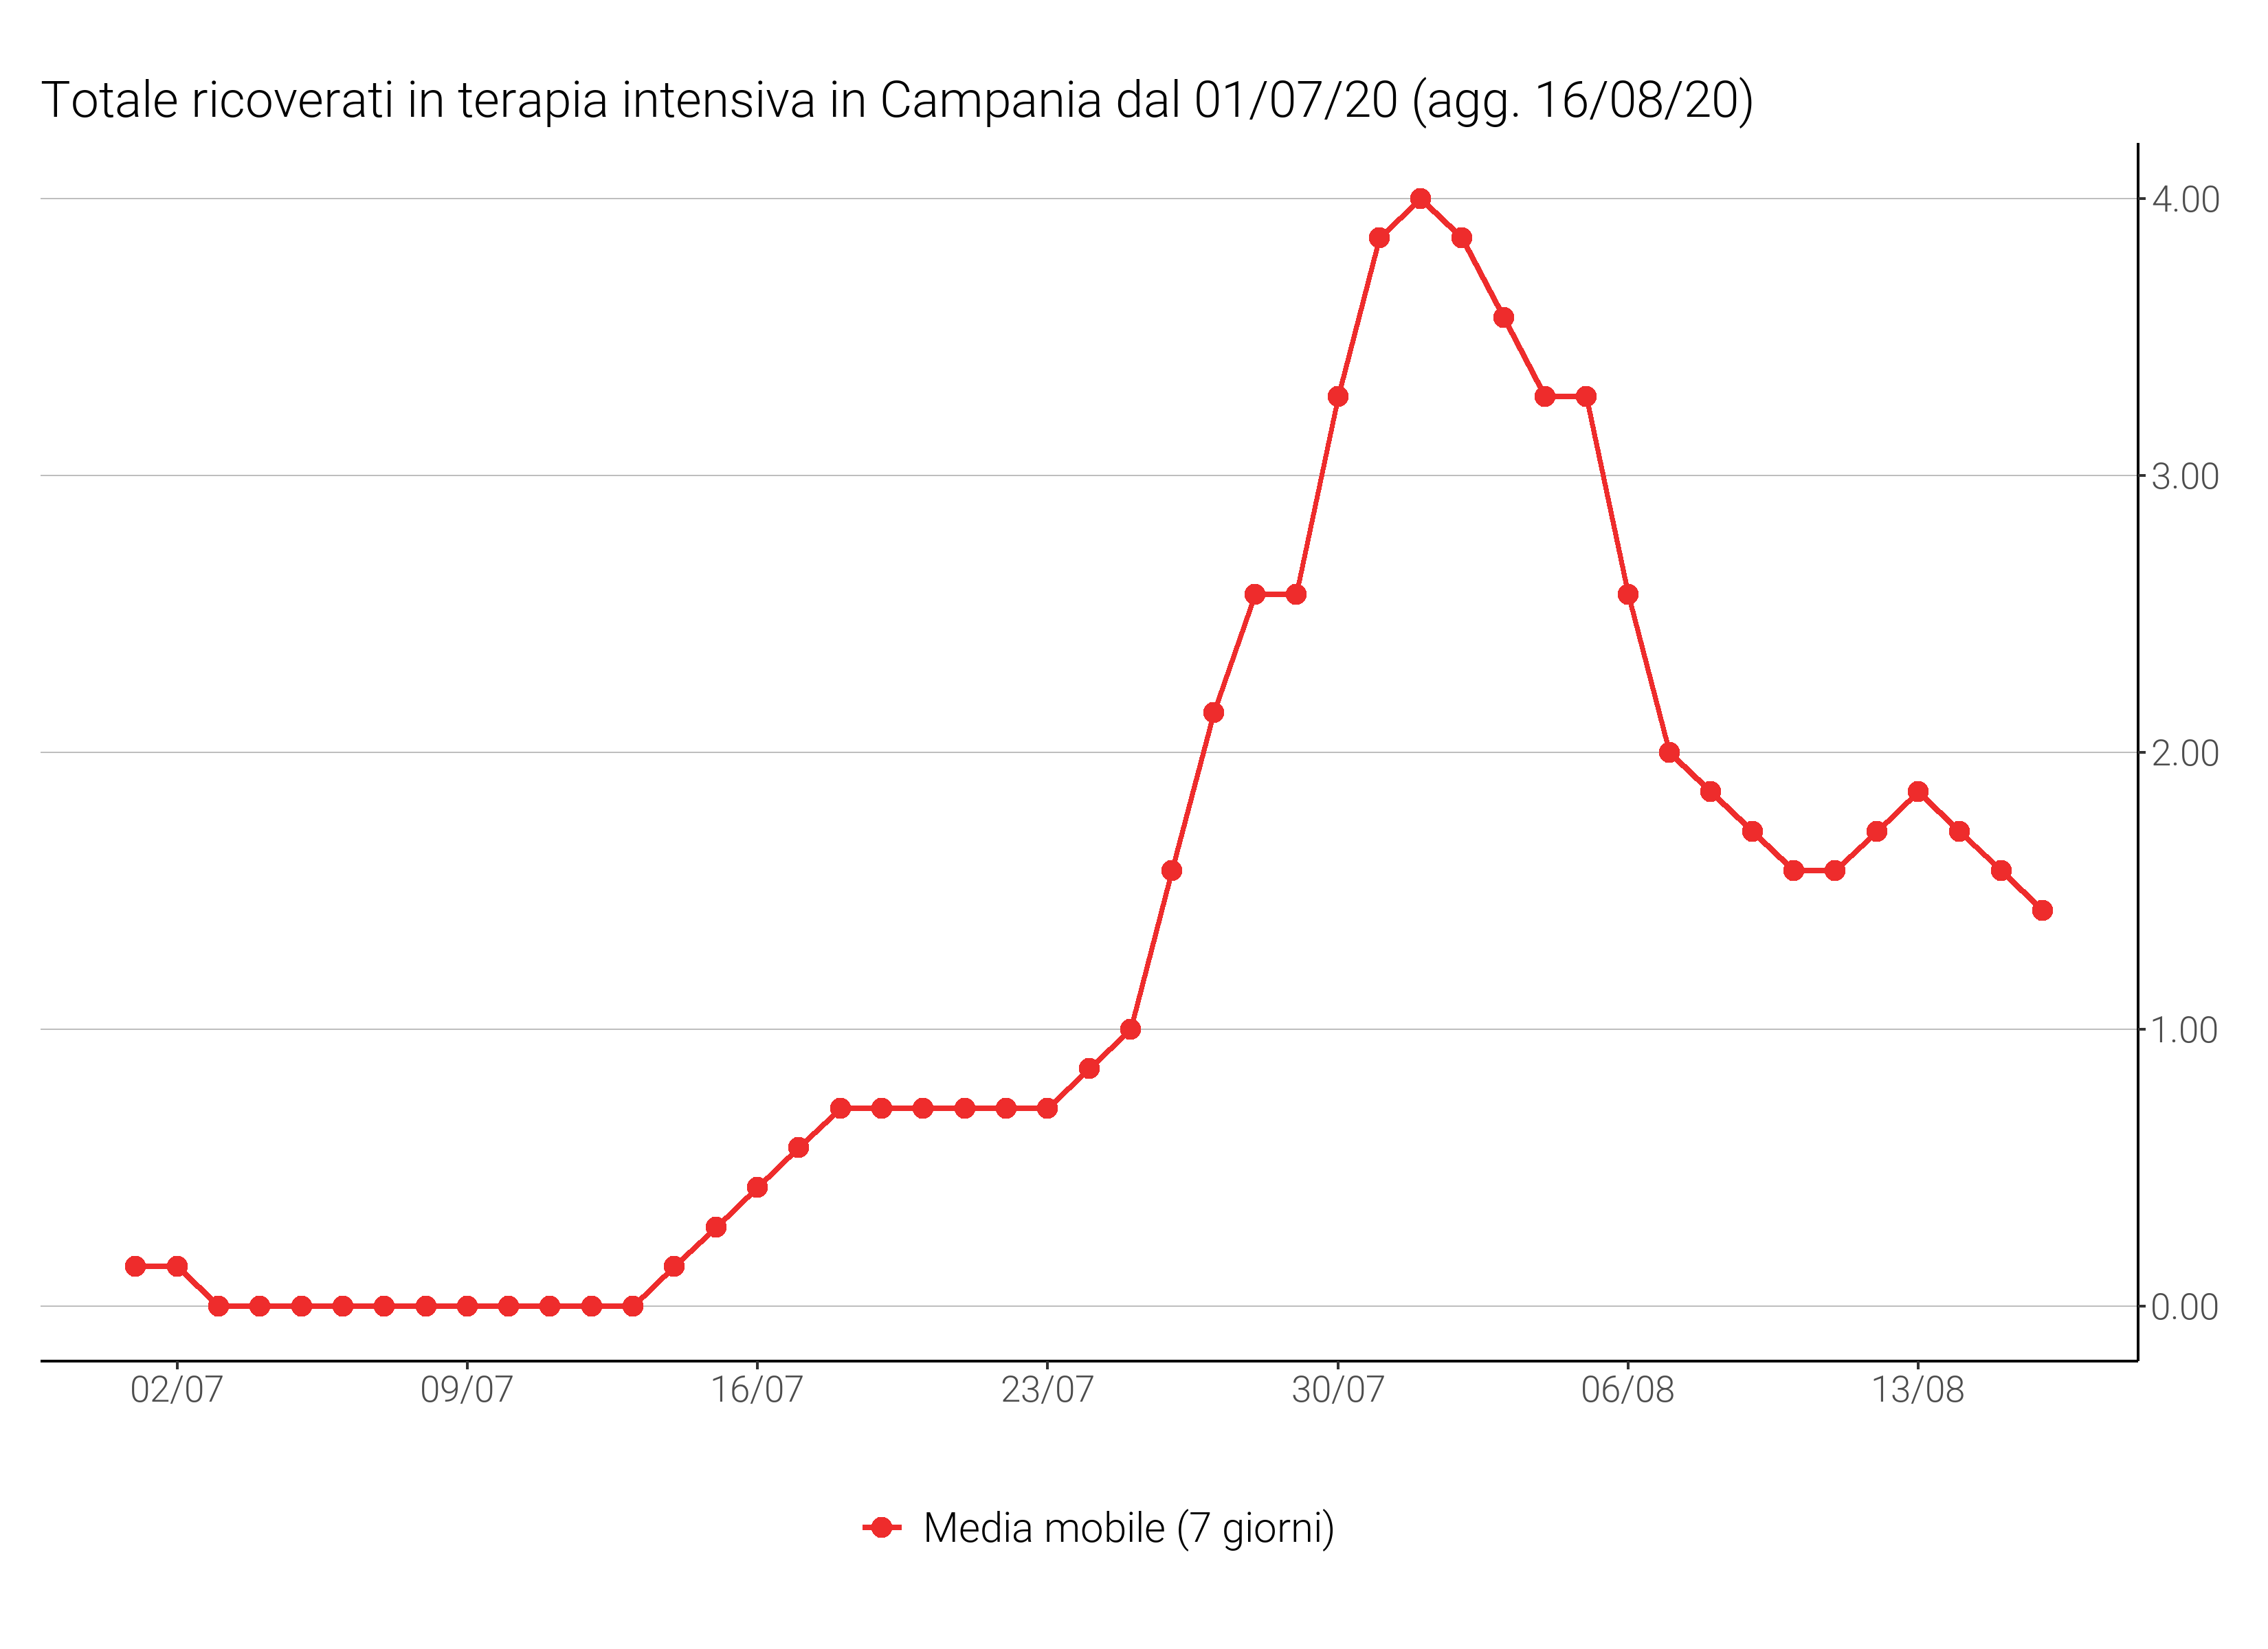 Totale ricoverati in terapia intensiva in Campania dal 01/07/20 (agg. 16/08/20)
4.00
3.00
2.00
1.00
0.00
02/07 09/07 16/07 23/07 30/07 06/08 13/08
Media mobile (7 giorni)